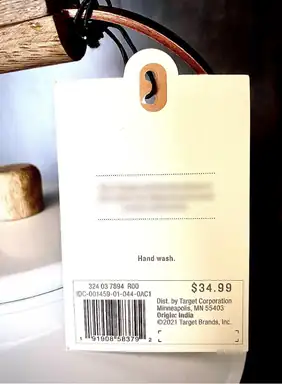 Hand wash.
324 03 7894 R00
IDC-001459-01-044-0AC1
$34.99
Dist. by Target Corporation
Minneapolis, MN 55403
Origin: India
©2021 Target Brands, Inc.
1 91908 58379 2